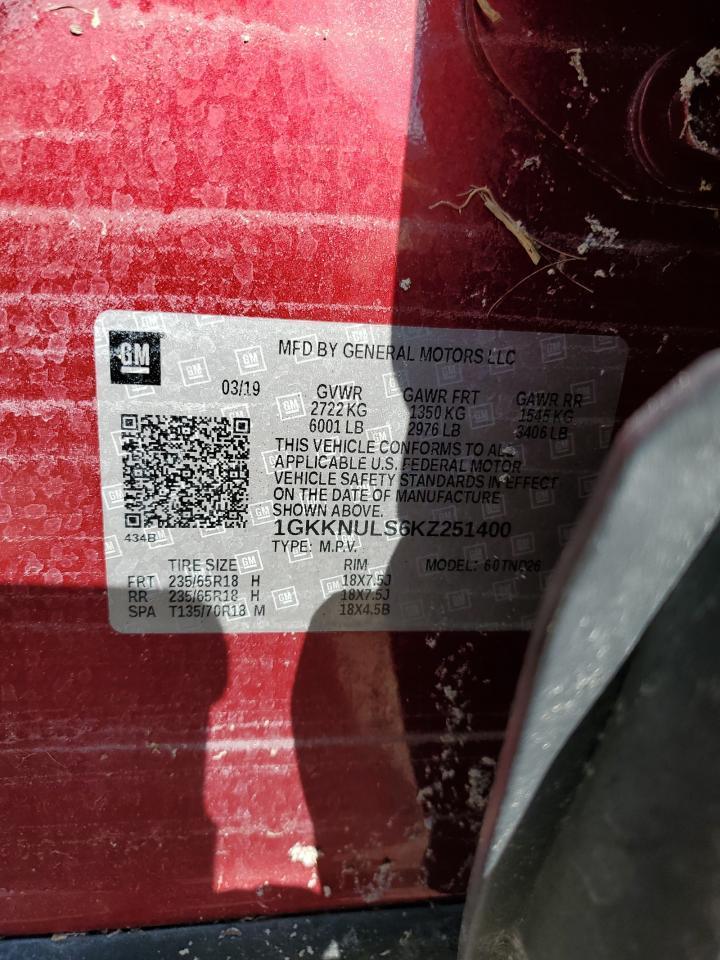 GM
MFD BY GENERAL MOTORS LLC
03/19 GVWR GAWR FRT GAWR RR
2722 KG 1350 KG 1545 KG
6001 LB 2976 LB 3406 LB
THIS VEHICLE CONFORMS TO ALL
APPLICABLE U.S. FEDERAL MOTOR
VEHICLE SAFETY STANDARDS IN EFFECT
ON THE DATE OF MANUFACTURE
SHOWN ABOVE.
1GKKNULS6KZ251400
434B
TYPE: M.P.V. MODEL: 60TNC26
TIRE SIZE RIM
FRT 235/65R18 H 18X7.5J
RR 235/65R18 H 18X7.5J
SPA T135/70R18 M 18X4.5B